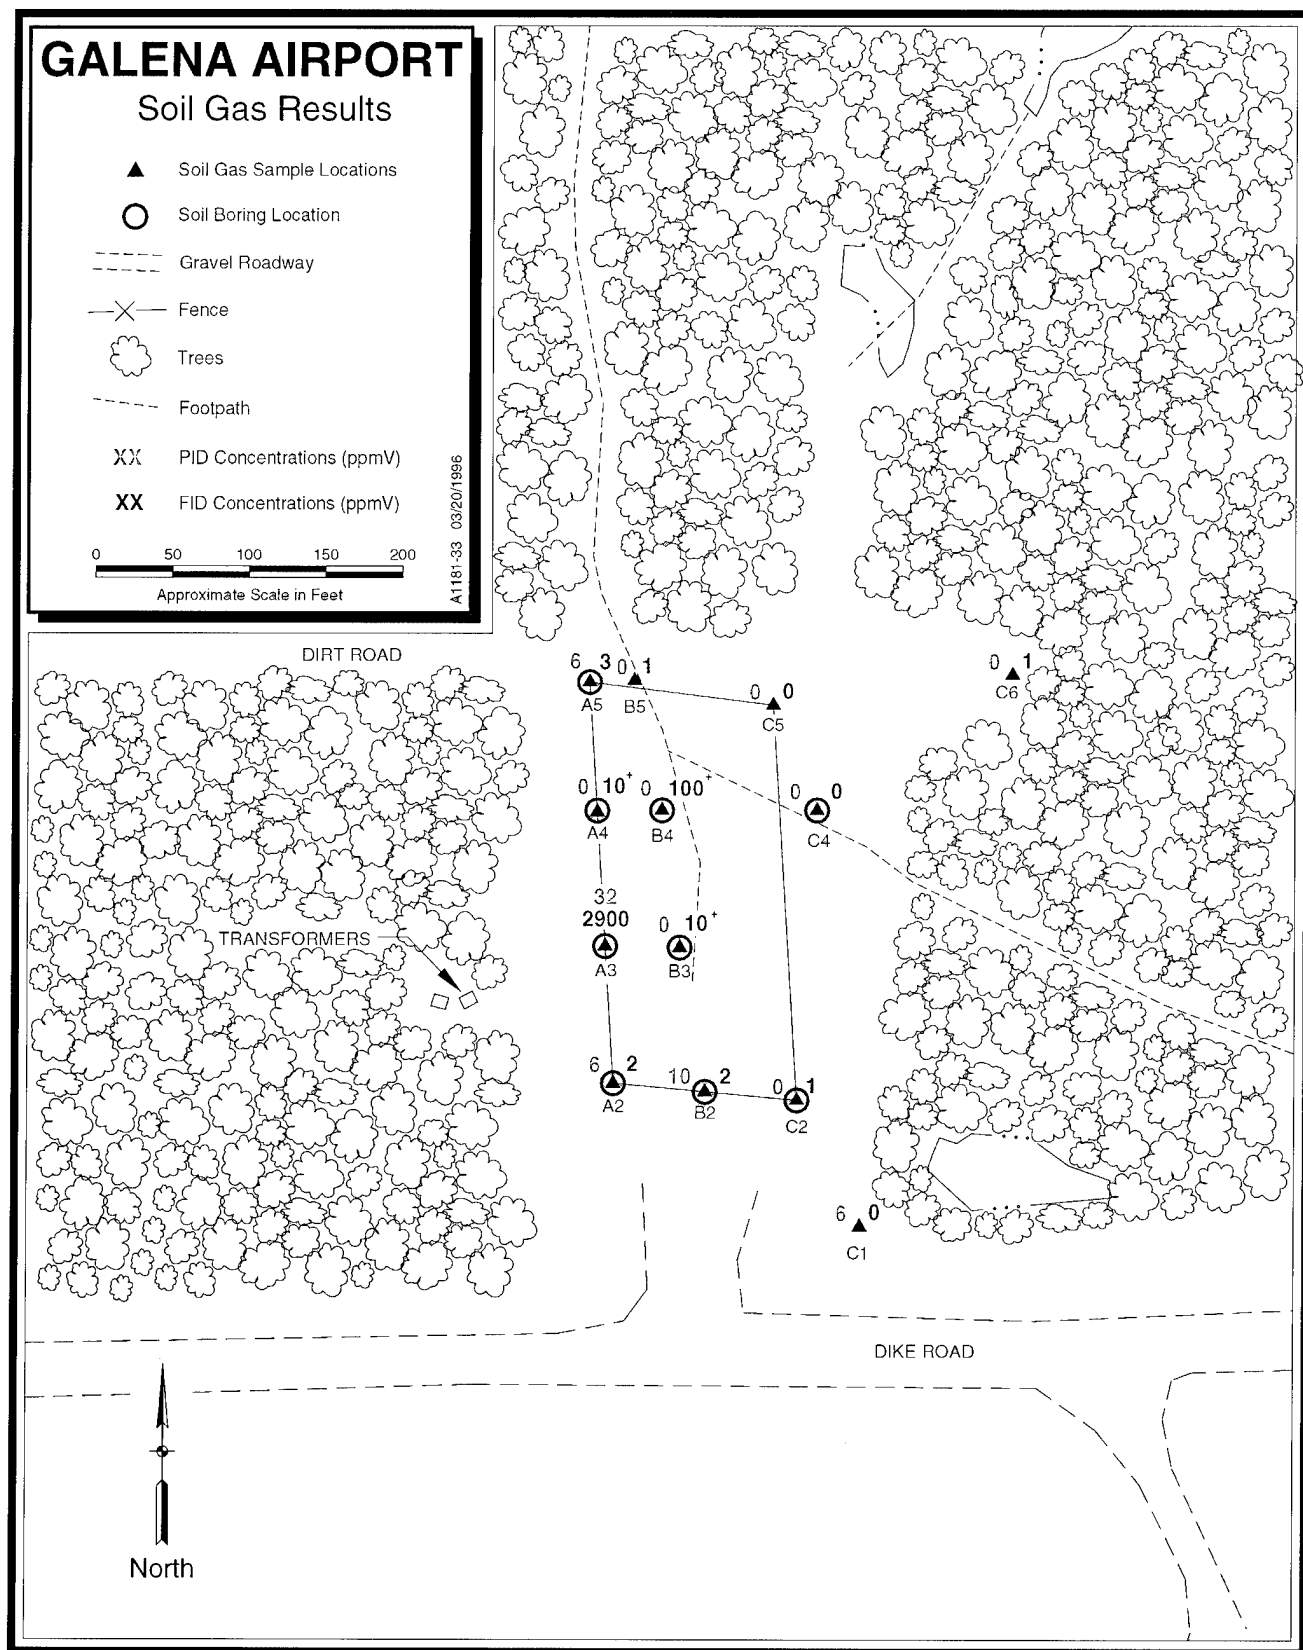 GALENA AIRPORT
Soil Gas Results
Soil Gas Sample Locations
Soil Boring Location
Gravel Roadway
Fence
Trees
Footpath
XX PID Concentrations (ppmV)
XX FID Concentrations (ppmV)
0 50 100 150 200
Approximate Scale in Feet
A1181-33 03/20/1996
DIRT ROAD
6 3
A5
0 1
B5
0 0
C5
0 1
C6
0 10+
A4
0 100+
B4
0 0
C4
32
2900
A3
0 10+
B3
TRANSFORMERS
6 2
A2
10 2
B2
0 1
C2
6 0
C1
DIKE ROAD
North